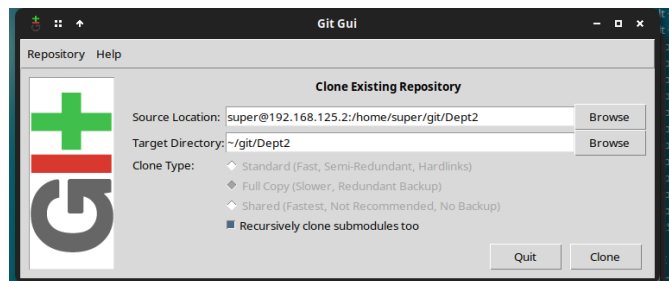 Git Gui
Repository Help
Clone Existing Repository
Source Location: super@192.168.125.2:/home/super/git/Dept2 Browse
Target Directory: ~/git/Dept2 Browse
Clone Type: Standard (Fast, Semi-Redundant, Hardlinks)
Full Copy (Slower, Redundant Backup)
Shared (Fastest, Not Recommended, No Backup)
Recursively clone submodules too
Quit Clone
Git